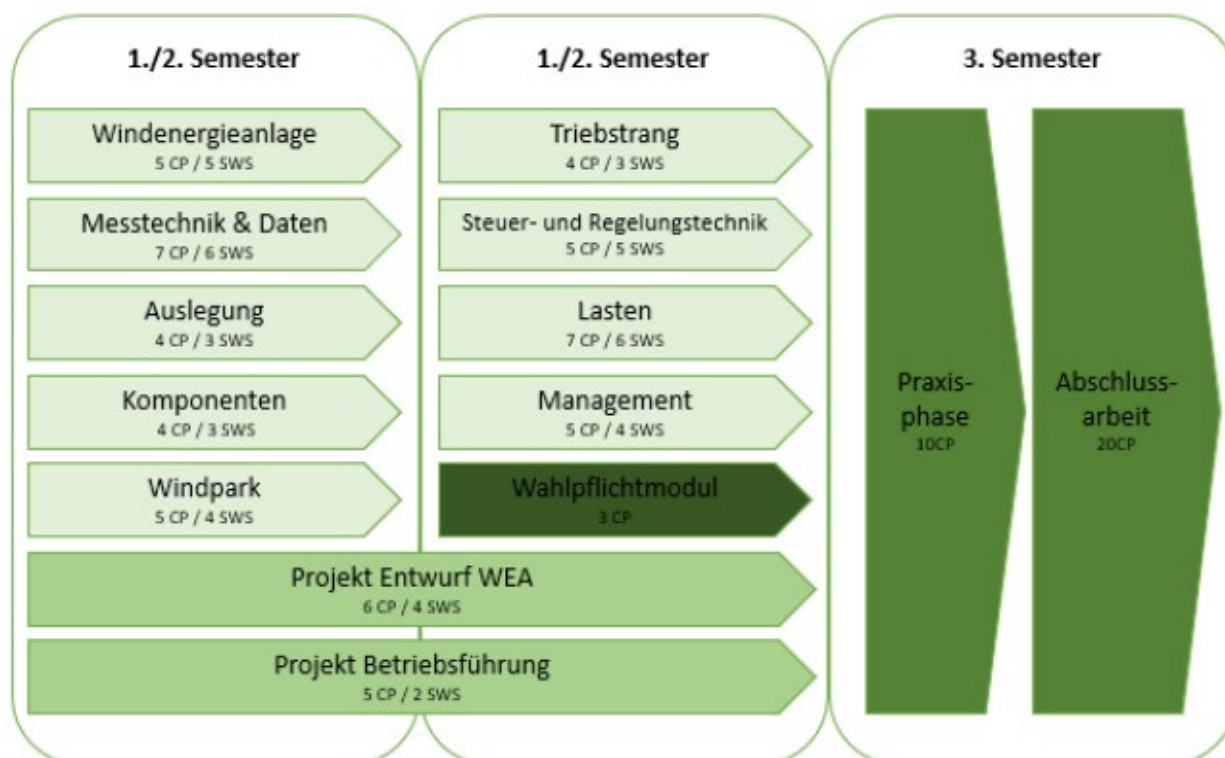 1./2. Semester
Windenergieanlage
5 CP / 5 SWS
Messtechnik & Daten
7 CP / 6 SWS
Auslegung
4 CP / 3 SWS
Komponenten
4 CP / 3 SWS
Windpark
5 CP / 4 SWS
1./2. Semester
Triebstrang
4 CP / 3 SWS
Steuer- und Regelungstechnik
5 CP / 5 SWS
Lasten
7 CP / 6 SWS
Management
5 CP / 4 SWS
Wahlpflichtmodul
3 CP
Projekt Entwurf WEA
6 CP / 4 SWS
Projekt Betriebsführung
5 CP / 2 SWS
3. Semester
Praxis-
phase
10CP
Abschluss-
arbeit
20CP